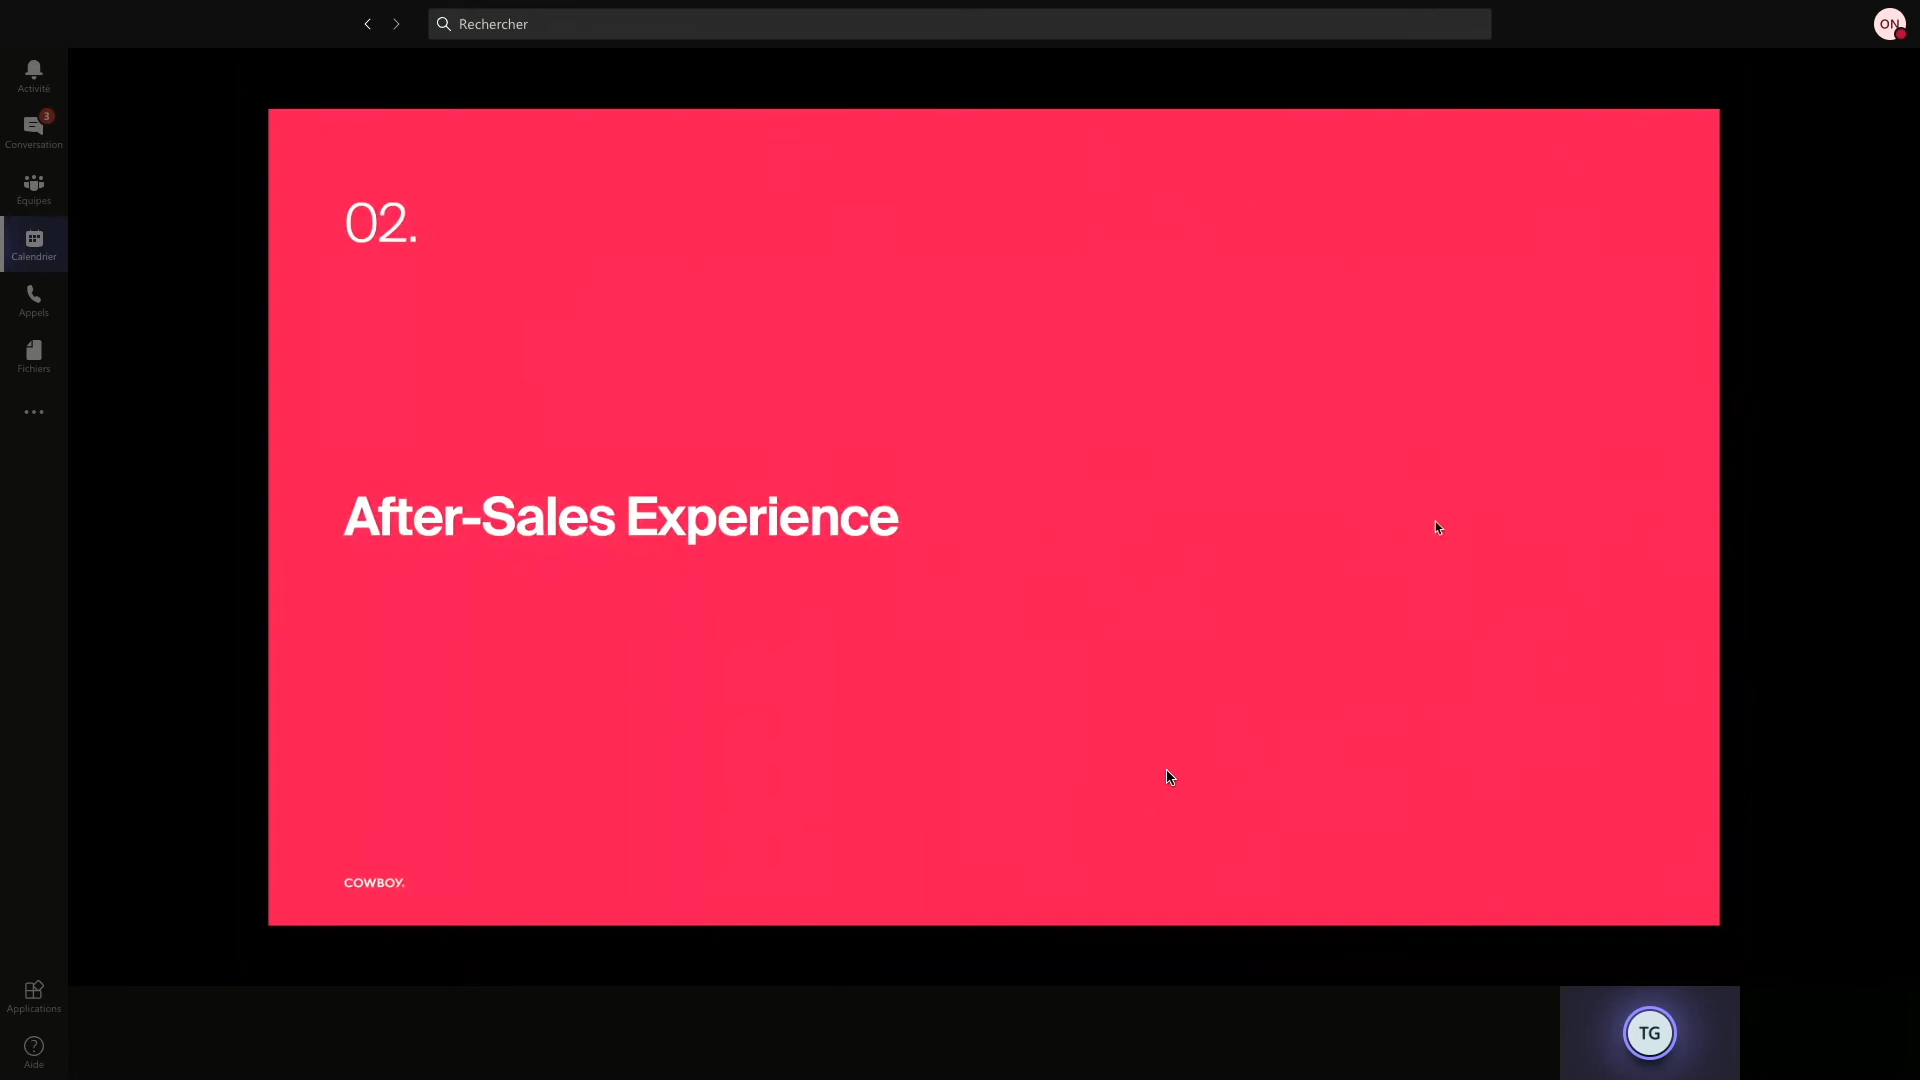 Rechercher
ON
Activité
3
Conversation
Équipes
Calendrier
Appels
Fichiers
02.
After-Sales Experience
COWBOY.
Applications
Aide
TG